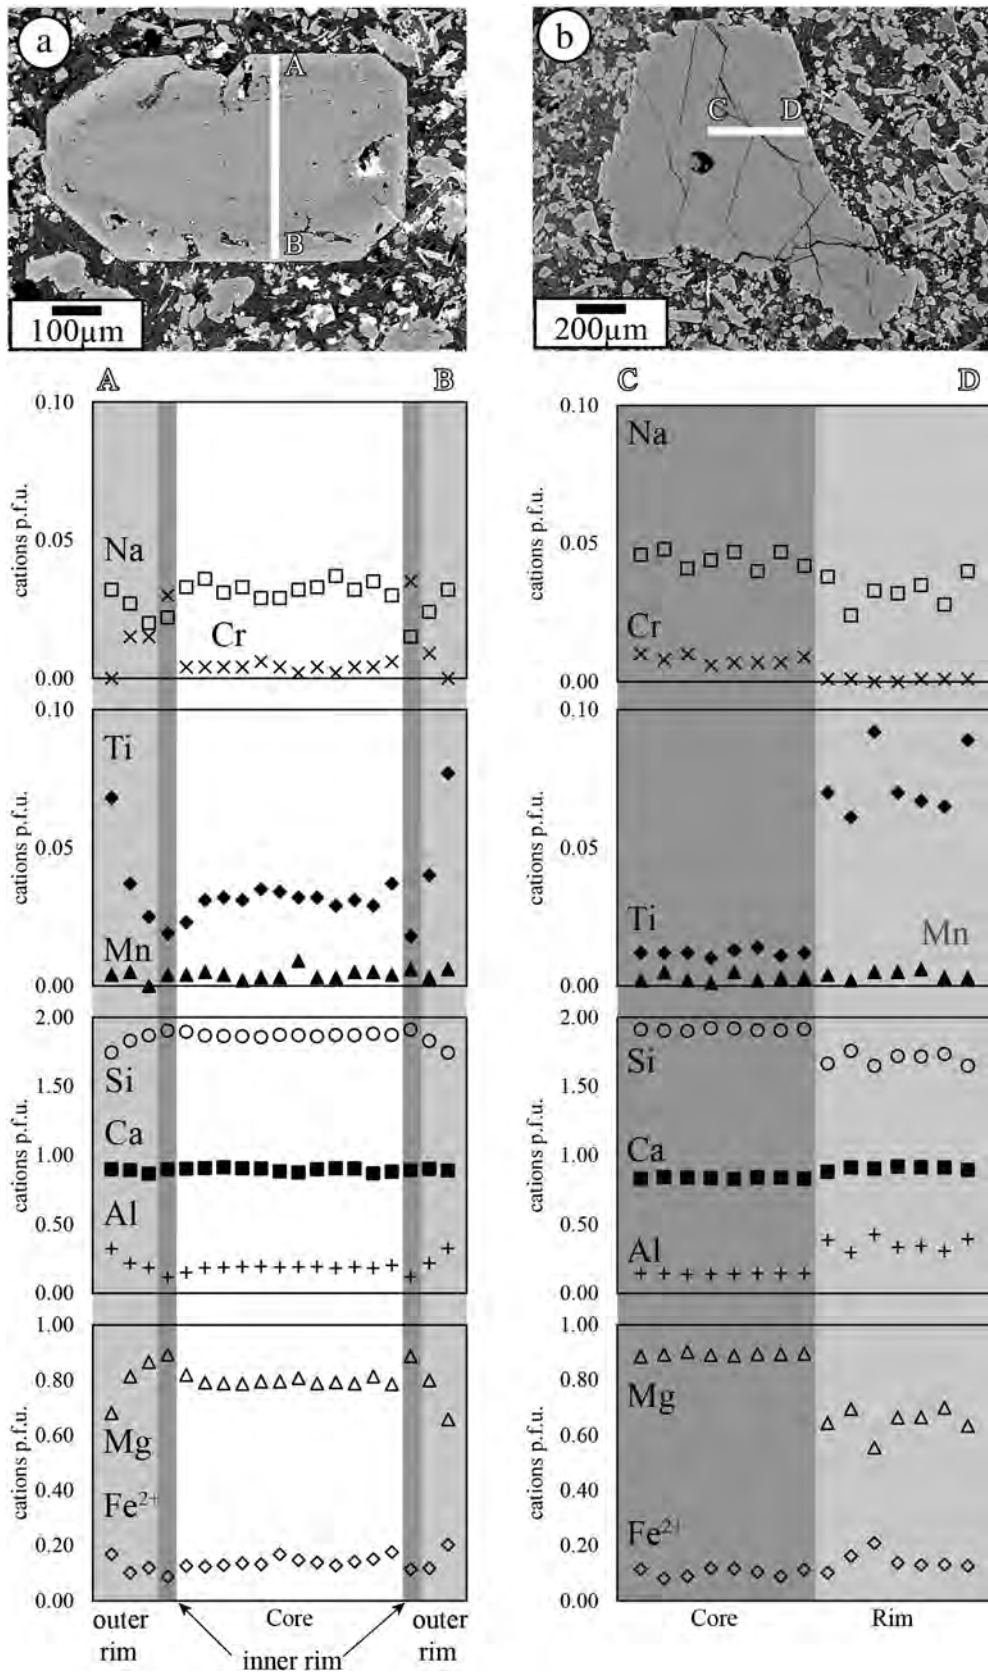 a
A
B
100µm
b
C D
200µm
A B
C D
cations p.f.u.
0.10
0.05
0.00
Na
Cr
cations p.f.u.
0.10
0.05
0.00
Na
Cr
cations p.f.u.
0.10
0.05
0.00
Ti
Mn
cations p.f.u.
0.10
0.05
0.00
Ti
Mn
cations p.f.u.
2.00
1.50
1.00
0.50
0.00
Si
Ca
Al
cations p.f.u.
2.00
1.50
1.00
0.50
0.00
Si
Ca
Al
cations p.f.u.
1.00
0.80
0.60
0.40
0.20
0.00
Mg
Fe²⁺
outer
rim
Core
inner rim
outer
rim
cations p.f.u.
1.00
0.80
0.60
0.40
0.20
0.00
Mg
Fe²⁺
Core
Rim